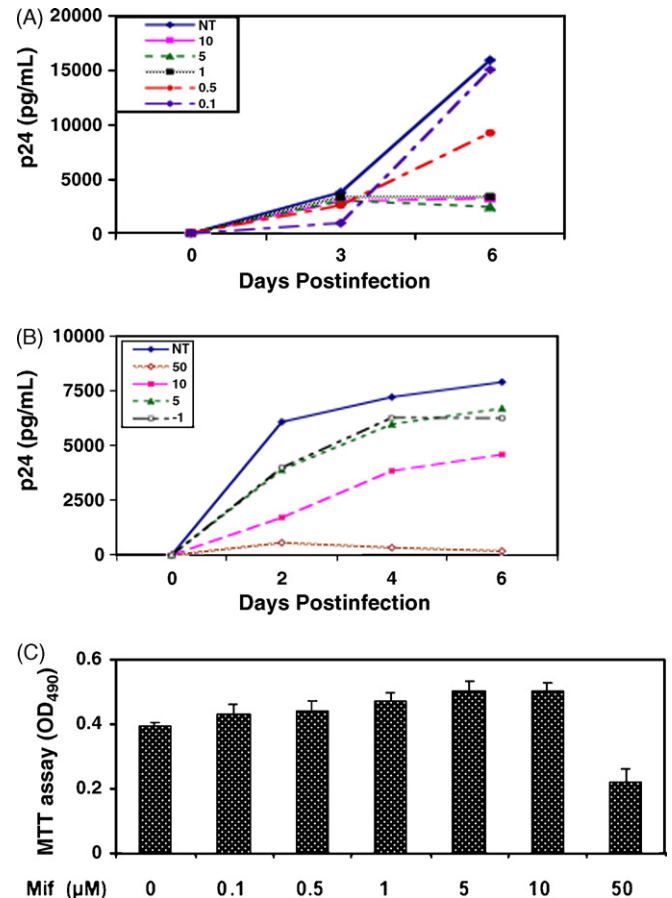 (A)
20000
15000
10000
5000
0
p24 (pg/mL)
NT
10
5
1
0.5
0.1
0 3 6
Days Postinfection
(B)
10000
7500
5000
2500
0
p24 (pg/mL)
NT
50
10
5
-1
0 2 4 6
Days Postinfection
(C)
0.6
0.4
0.2
0
MTT assay (OD490)
Mif (μM) 0 0.1 0.5 1 5 10 50